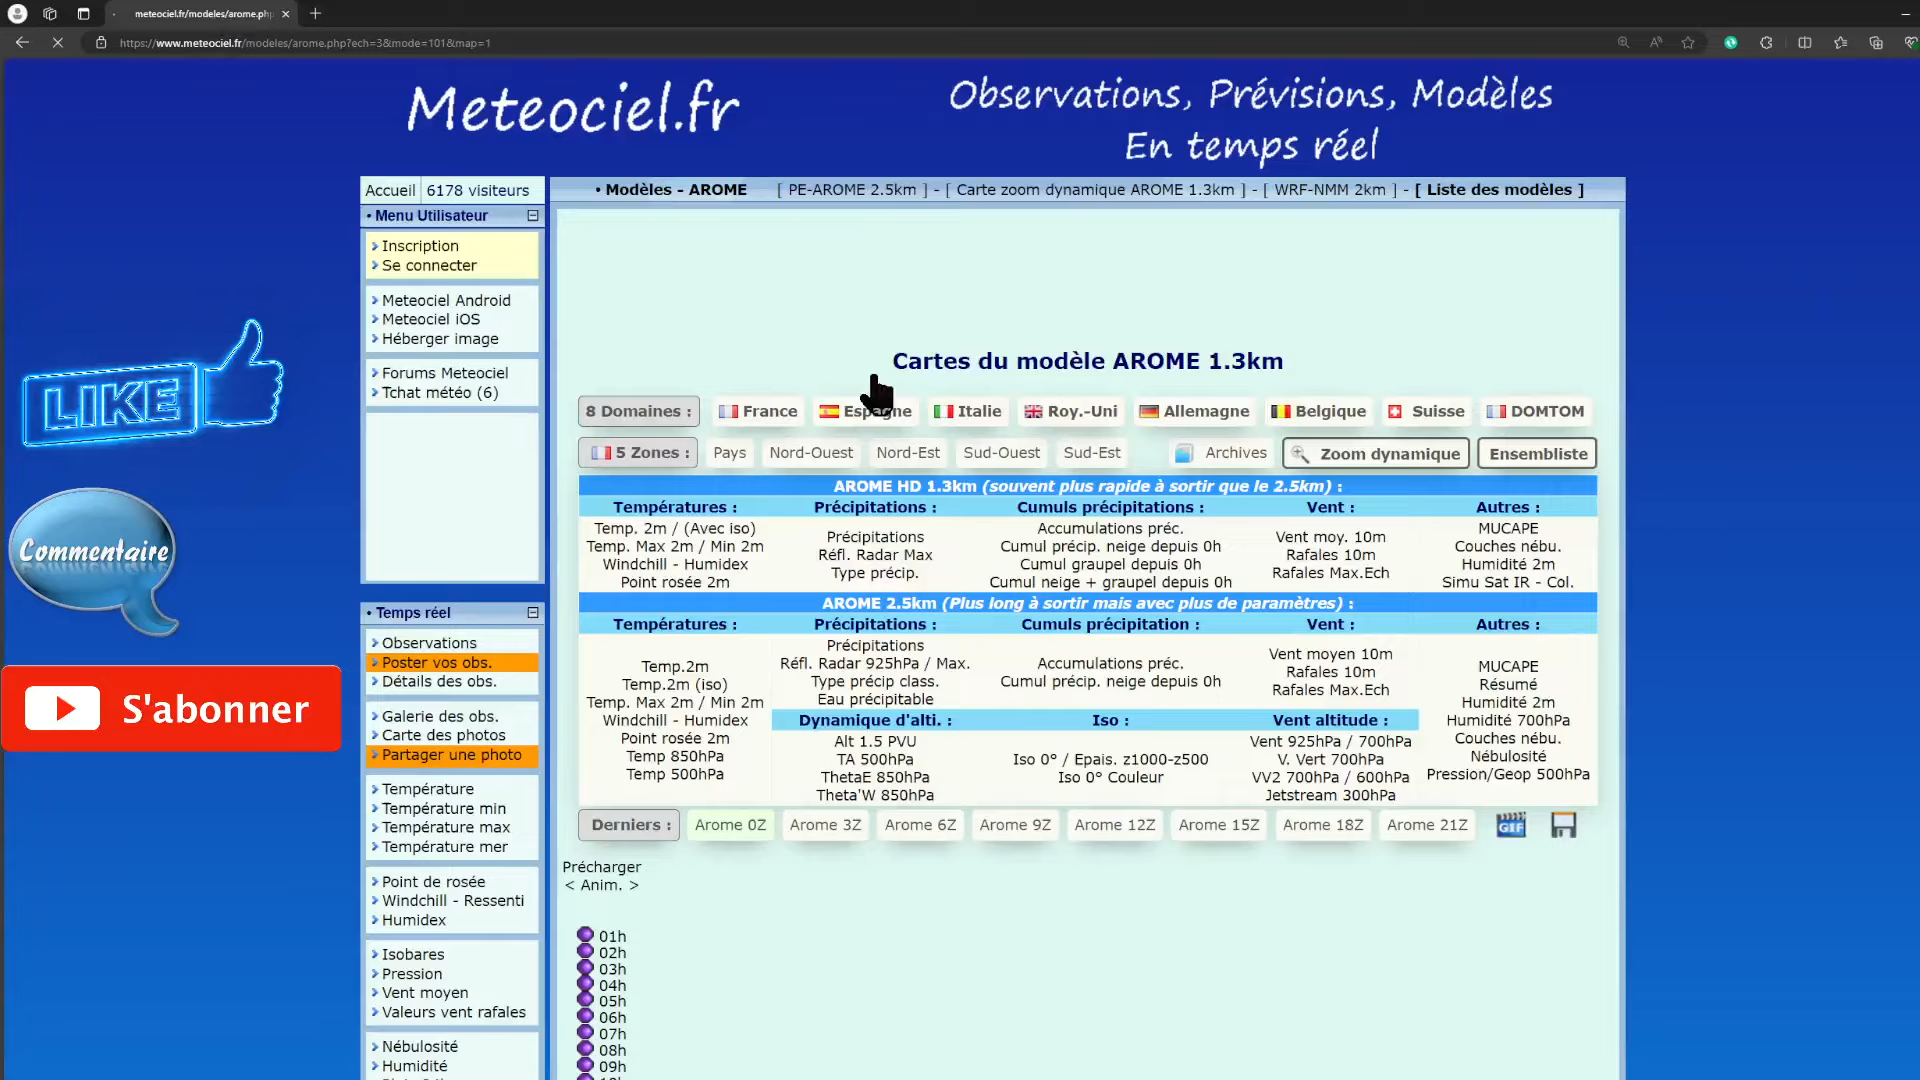 meteociel.fr/modeles/arome.php
https://www.meteociel.fr/modeles/arome.php?ech=3&mode=101&map=1
Meteociel.fr
Observations, Prévisions, Modèles
En temps réel
Accueil 6178 visiteurs
• Modèles - AROME [ PE-AROME 2.5km ] - [ Carte zoom dynamique AROME 1.3km ] - [ WRF-NMM 2km ] - [ Liste des modèles ]
• Menu Utilisateur
Inscription
Se connecter
Meteociel Android
Meteociel iOS
Héberger image
Forums Meteociel
Tchat météo (6)
LIKE
Commentaire
S'abonner
• Temps réel
Observations
Poster vos obs.
Détails des obs.
Galerie des obs.
Carte des photos
Partager une photo
Température
Température min
Température max
Température mer
Point de rosée
Windchill - Ressenti
Humidex
Isobares
Pression
Vent moyen
Valeurs vent rafales
Nébulosité
Humidité
Cartes du modèle AROME 1.3km
8 Domaines : France Espagne Italie Roy.-Uni Allemagne Belgique Suisse DOMTOM
5 Zones : Pays Nord-Ouest Nord-Est Sud-Ouest Sud-Est Archives Zoom dynamique Ensembliste
AROME HD 1.3km (souvent plus rapide à sortir que le 2.5km) :
Températures : Précipitations : Cumuls précipitations : Vent : Autres :
Temp. 2m / (Avec iso)
Temp. Max 2m / Min 2m
Windchill - Humidex
Point rosée 2m
Précipitations
Réfl. Radar Max
Type précip.
Accumulations préc.
Cumul précip. neige depuis 0h
Cumul graupel depuis 0h
Cumul neige + graupel depuis 0h
Vent moy. 10m
Rafales 10m
Rafales Max.Ech
MUCAPE
Couches nébu.
Humidité 2m
Simu Sat IR - Col.
AROME 2.5km (Plus long à sortir mais avec plus de paramètres) :
Températures : Précipitations : Cumuls précipitation : Vent : Autres :
Temp.2m
Temp.2m (iso)
Temp. Max 2m / Min 2m
Windchill - Humidex
Point rosée 2m
Temp 850hPa
Temp 500hPa
Précipitations
Réfl. Radar 925hPa / Max.
Type précip class.
Eau précipitable
Accumulations préc.
Cumul précip. neige depuis 0h
Vent moyen 10m
Rafales 10m
Rafales Max.Ech
Dynamique d'alti. : Iso : Vent altitude :
Alt 1.5 PVU
TA 500hPa
ThetaE 850hPa
Theta'W 850hPa
Iso 0° / Epais. z1000-z500
Iso 0° Couleur
Vent 925hPa / 700hPa
V. Vert 700hPa
VV2 700hPa / 600hPa
Jetstream 300hPa
MUCAPE
Résumé
Humidité 2m
Humidité 700hPa
Couches nébu.
Nébulosité
Pression/Geop 500hPa
Derniers : Arome 0Z Arome 3Z Arome 6Z Arome 9Z Arome 12Z Arome 15Z Arome 18Z Arome 21Z GIF
Précharger
< Anim. >
01h
02h
03h
04h
05h
06h
07h
08h
09h